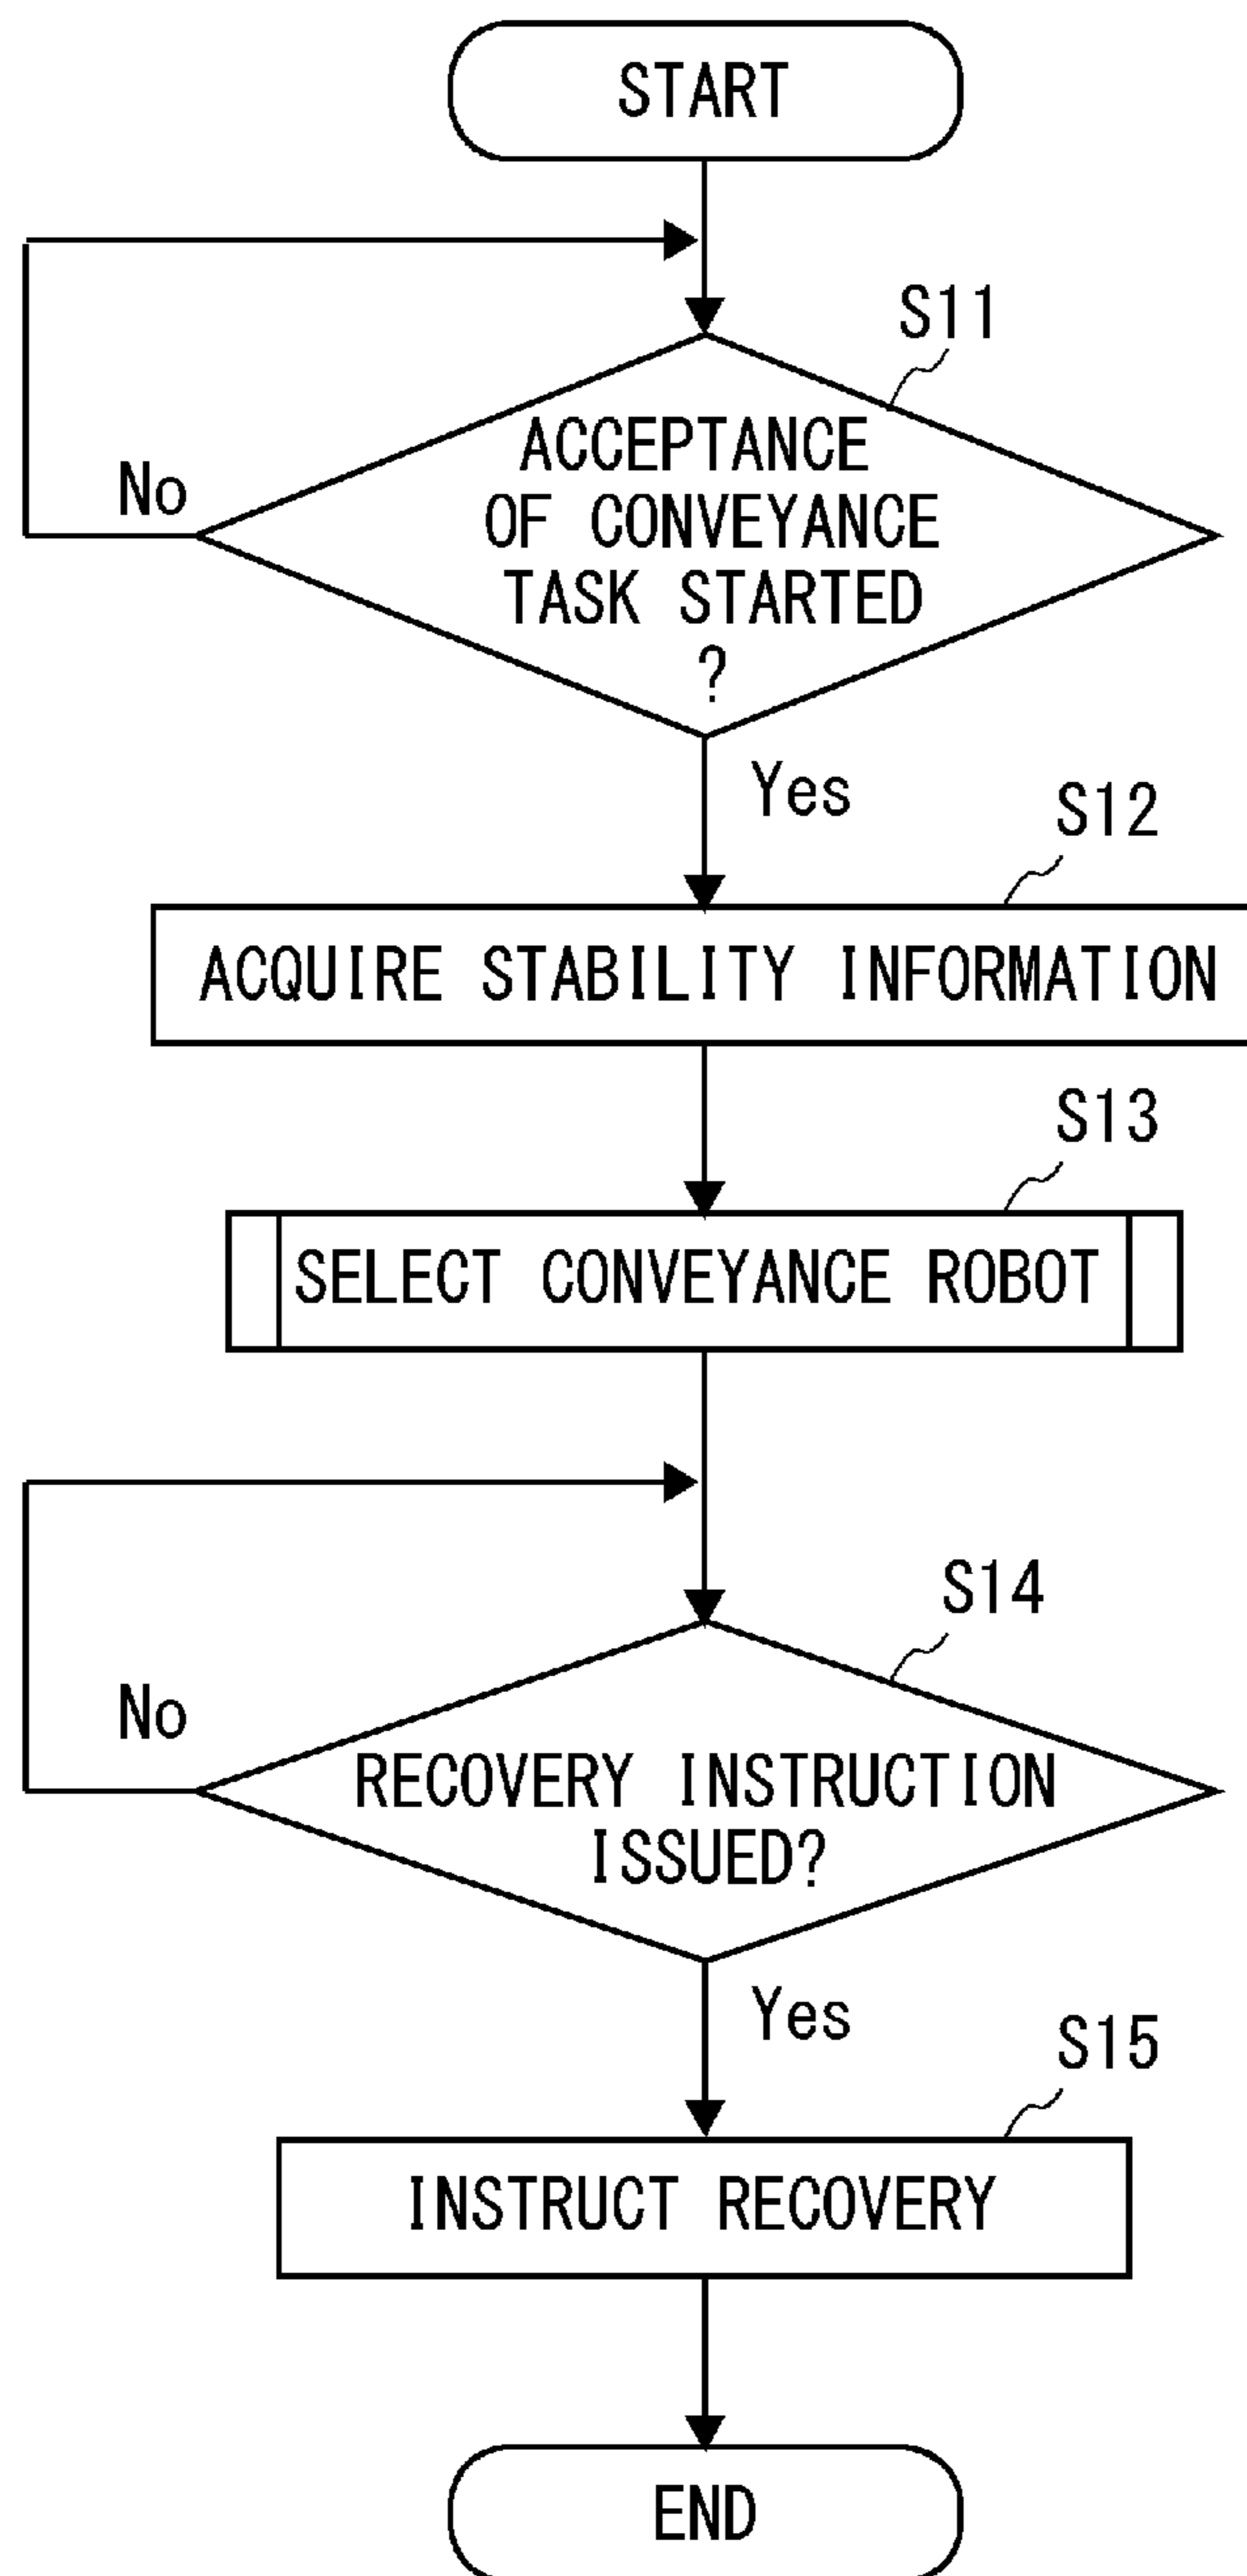 START
S11
ACCEPTANCE
OF CONVEYANCE
TASK STARTED
?
No
Yes
S12
ACQUIRE STABILITY INFORMATION
S13
SELECT CONVEYANCE ROBOT
S14
No
RECOVERY INSTRUCTION
ISSUED?
Yes
S15
INSTRUCT RECOVERY
END